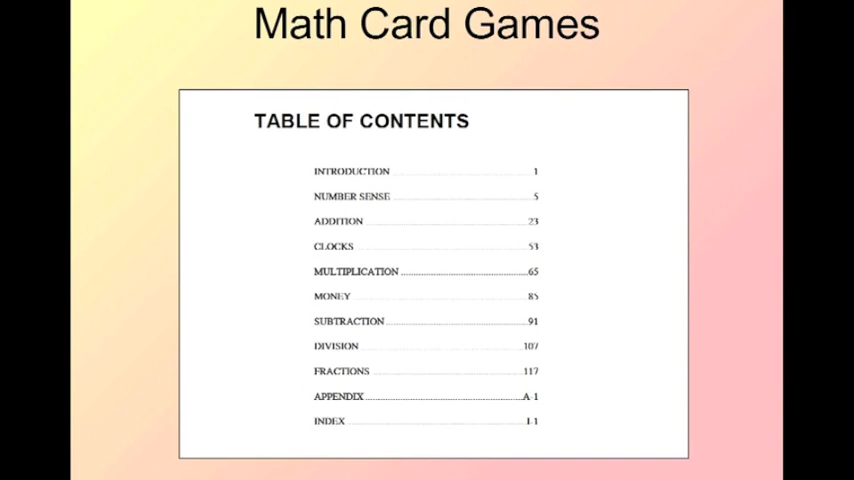 Math Card Games
TABLE OF CONTENTS
INTRODUCTION 1
NUMBER SENSE 5
ADDITION 23
CLOCKS 53
MULTIPLICATION 65
MONEY 85
SUBTRACTION 91
DIVISION 107
FRACTIONS 117
APPENDIX A-1
INDEX I-1